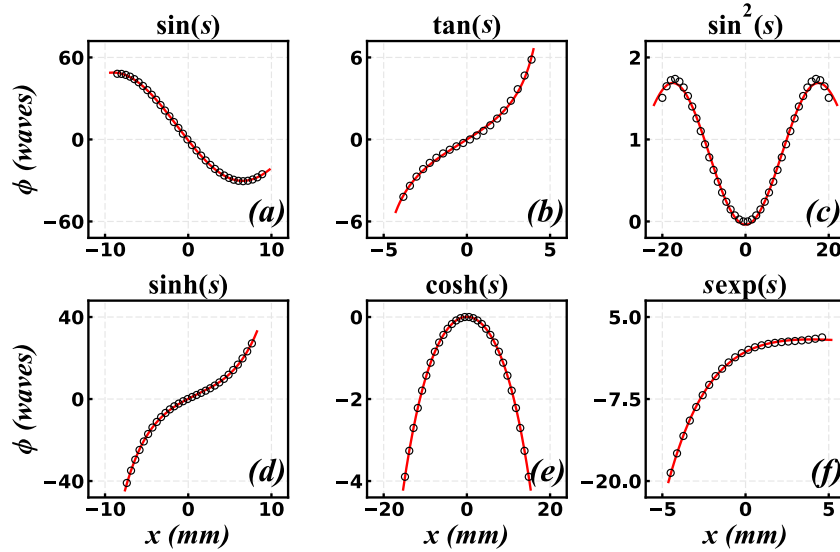 sin(s) tan(s) sin²(s)
60 6 2
ϕ (waves) 0 0 1
−60 (a) −6 (b) 0 (c)
−10 0 10 −5 0 5 −20 0 20
sinh(s) cosh(s) sexp(s)
40 0 5.0
ϕ (waves) 0 −2 −7.5
−40 (d) −4 (e) −20.0 (f)
−10 0 10 −20 0 20 −5 0 5
x (mm) x (mm) x (mm)